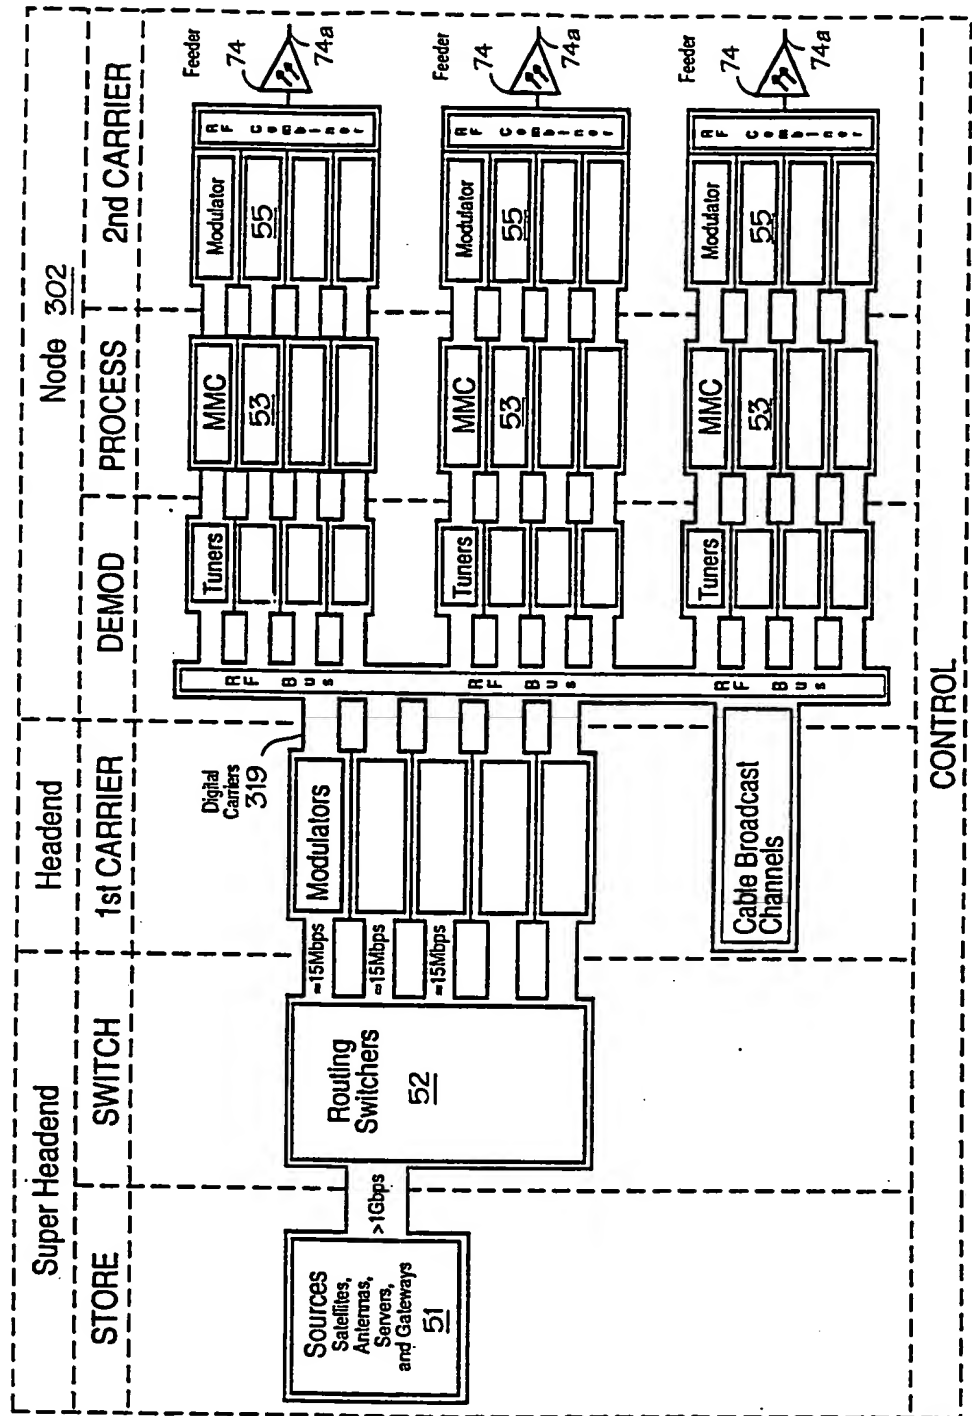 Super Headend
Headend
Node 302
STORE
SWITCH
1st CARRIER
DEMOD
PROCESS
2nd CARRIER
Sources
Satellites,
Antennas,
Servers,
and Gateways
51
>1Gbps
Routing
Switchers
52
≈15Mbps
≈15Mbps
≈15Mbps
Modulators
Digital
Carriers
319
Cable Broadcast
Channels
RF Bus
RF Bus
RF Bus
Tuners
MMC
53
Modulator
55
RF Combiner
Feeder
74
74a
Tuners
MMC
53
Modulator
55
RF Combiner
Feeder
74
74a
Tuners
MMC
53
Modulator
55
RF Combiner
Feeder
74
74a
CONTROL